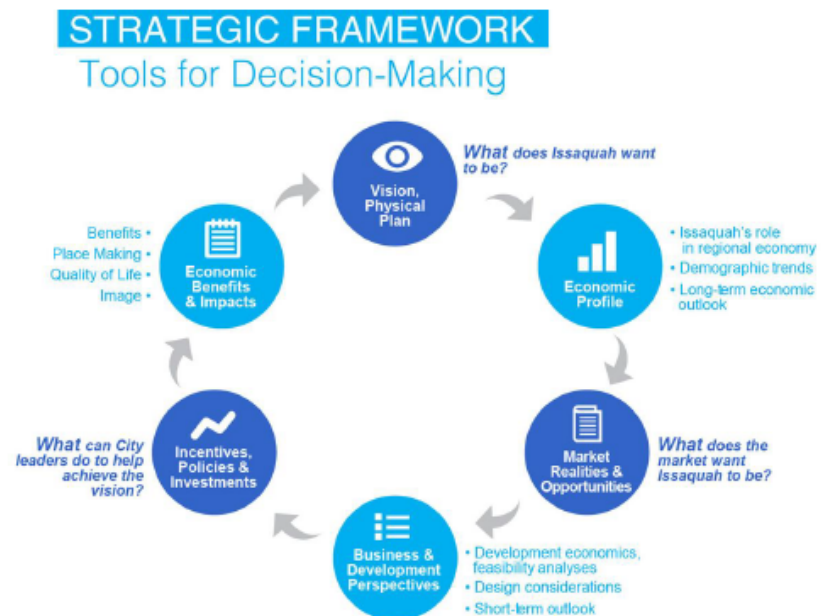 STRATEGIC FRAMEWORK
Tools for Decision-Making
Vision,
Physical
Plan
What does Issaquah want
to be?
Economic
Profile
• Issaquah's role
in regional economy
• Demographic trends
• Long-term economic
outlook
Market
Realities &
Opportunities
What does the
market want
Issaquah to be?
Business &
Development
Perspectives
• Development economics,
feasibility analyses
• Design considerations
• Short-term outlook
Incentives,
Policies &
Investments
What can City
leaders do to help
achieve the
vision?
Economic
Benefits
& Impacts
Benefits •
Place Making •
Quality of Life •
Image •